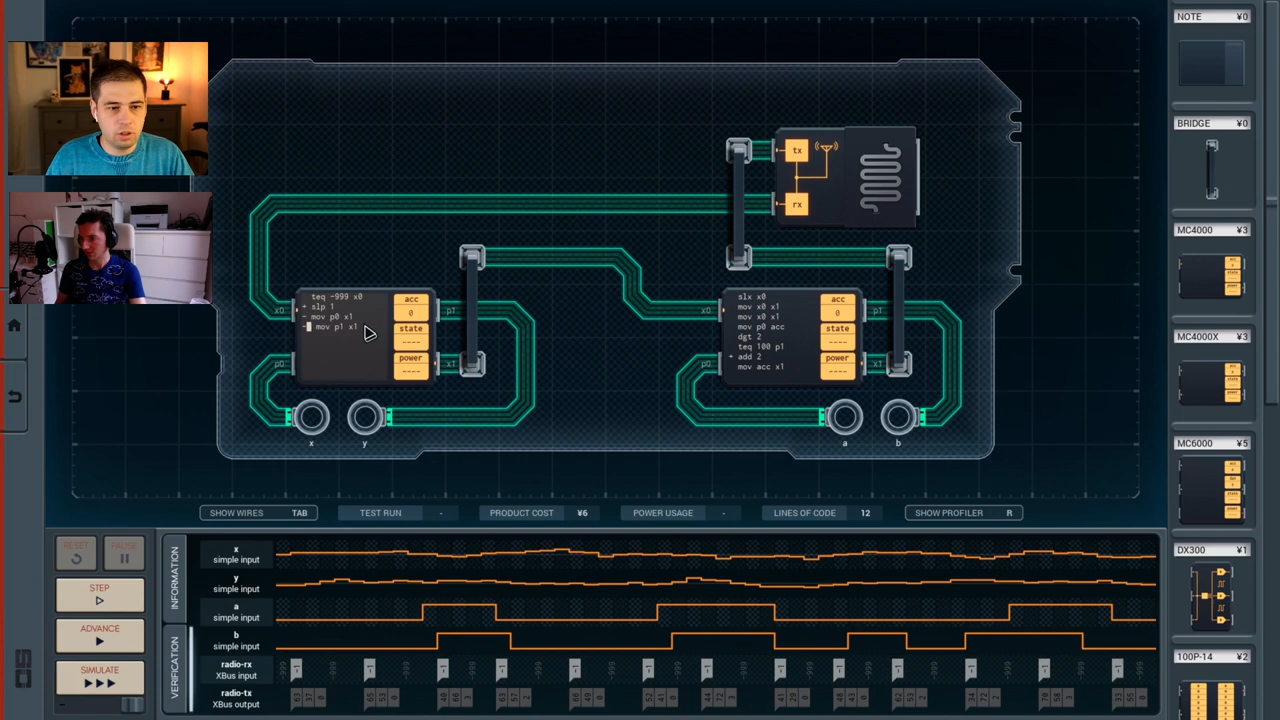 NOTE ¥0
BRIDGE ¥0
MC4000 ¥3
MC4000X ¥3
MC6000 ¥5
DX300 ¥1
100P-14 ¥2
tx
rx
x0
teq -999 x0
+ slp 1
- mov p0 x1
- mov p1 x1
acc
0
state
----
power
----
p1
p0
x1
x
y
x0
slx x0
mov x0 x1
mov x0 x1
mov p0 acc
dgt 2
teq 100 p1
+ add 2
mov acc x1
acc
0
state
----
power
----
p1
p0
x1
a
b
SHOW WIRES TAB
TEST RUN -
PRODUCT COST ¥6
POWER USAGE -
LINES OF CODE 12
SHOW PROFILER R
RESET
PAUSE
STEP
ADVANCE
SIMULATE
INFORMATION
VERIFICATION
x
simple input
y
simple input
a
simple input
b
simple input
radio-rx
XBus input
radio-tx
XBus output